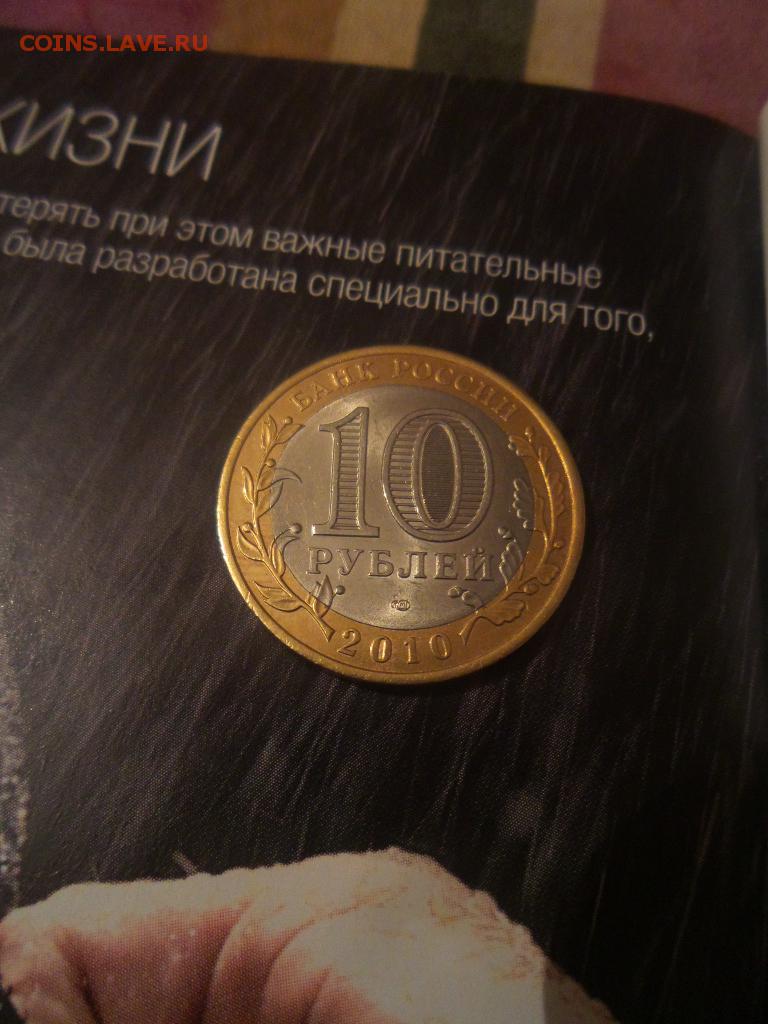 COINS.LAVE.RU
ЖИЗНИ
терять при этом важные питательные
была разработана специально для того,
БАНК РОССИИ
10
РУБЛЕЙ
2010